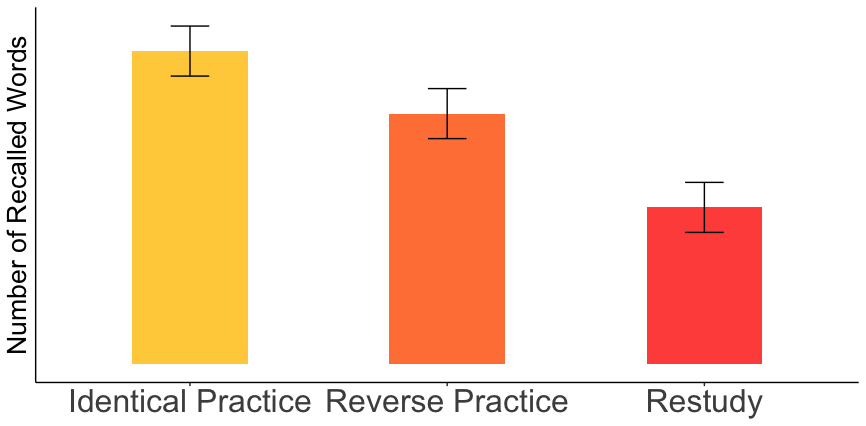 Number of Recalled Words
Identical Practice
Reverse Practice
Restudy